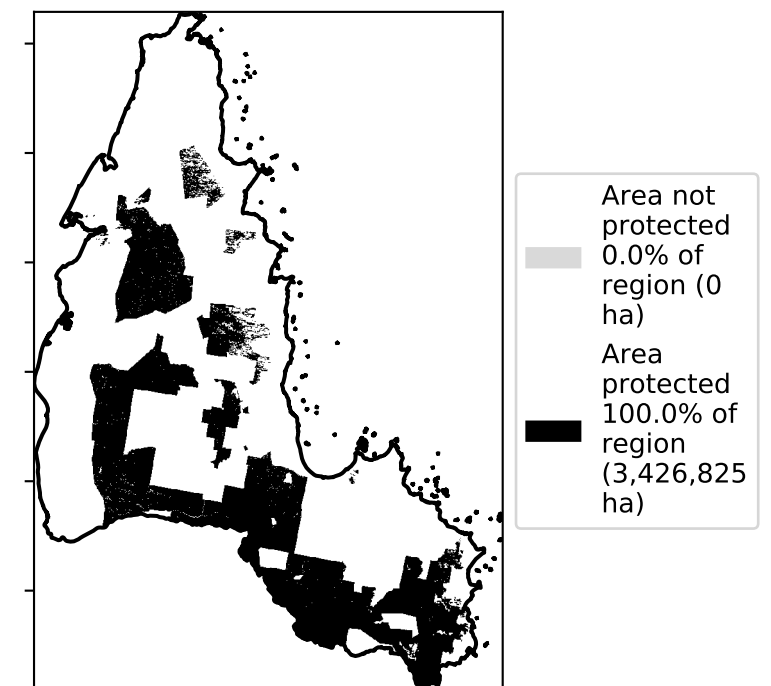 Area not
protected
0.0% of
region (0
ha)
Area
protected
100.0% of
region
(3,426,825
ha)